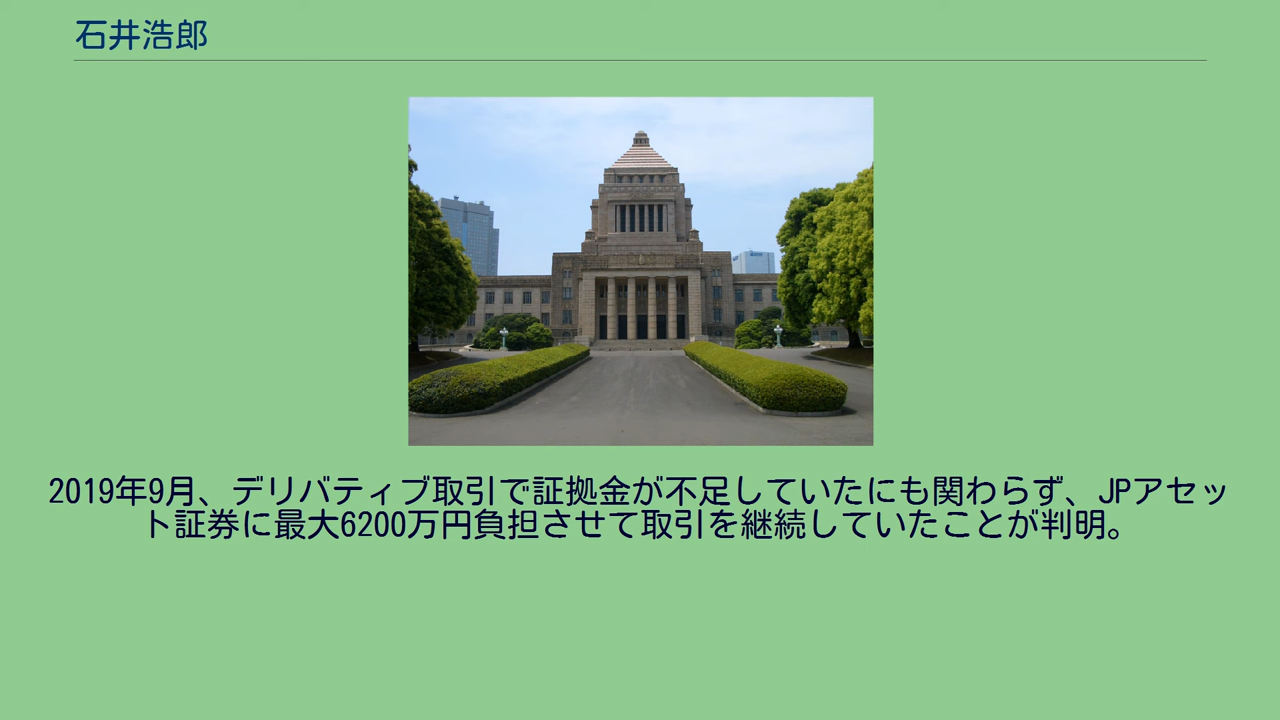 石井浩郎
2019年9月、デリバティブ取引で証拠金が不足していたにも関わらず、JPアセッ
ト証券に最大6200万円負担させて取引を継続していたことが判明。